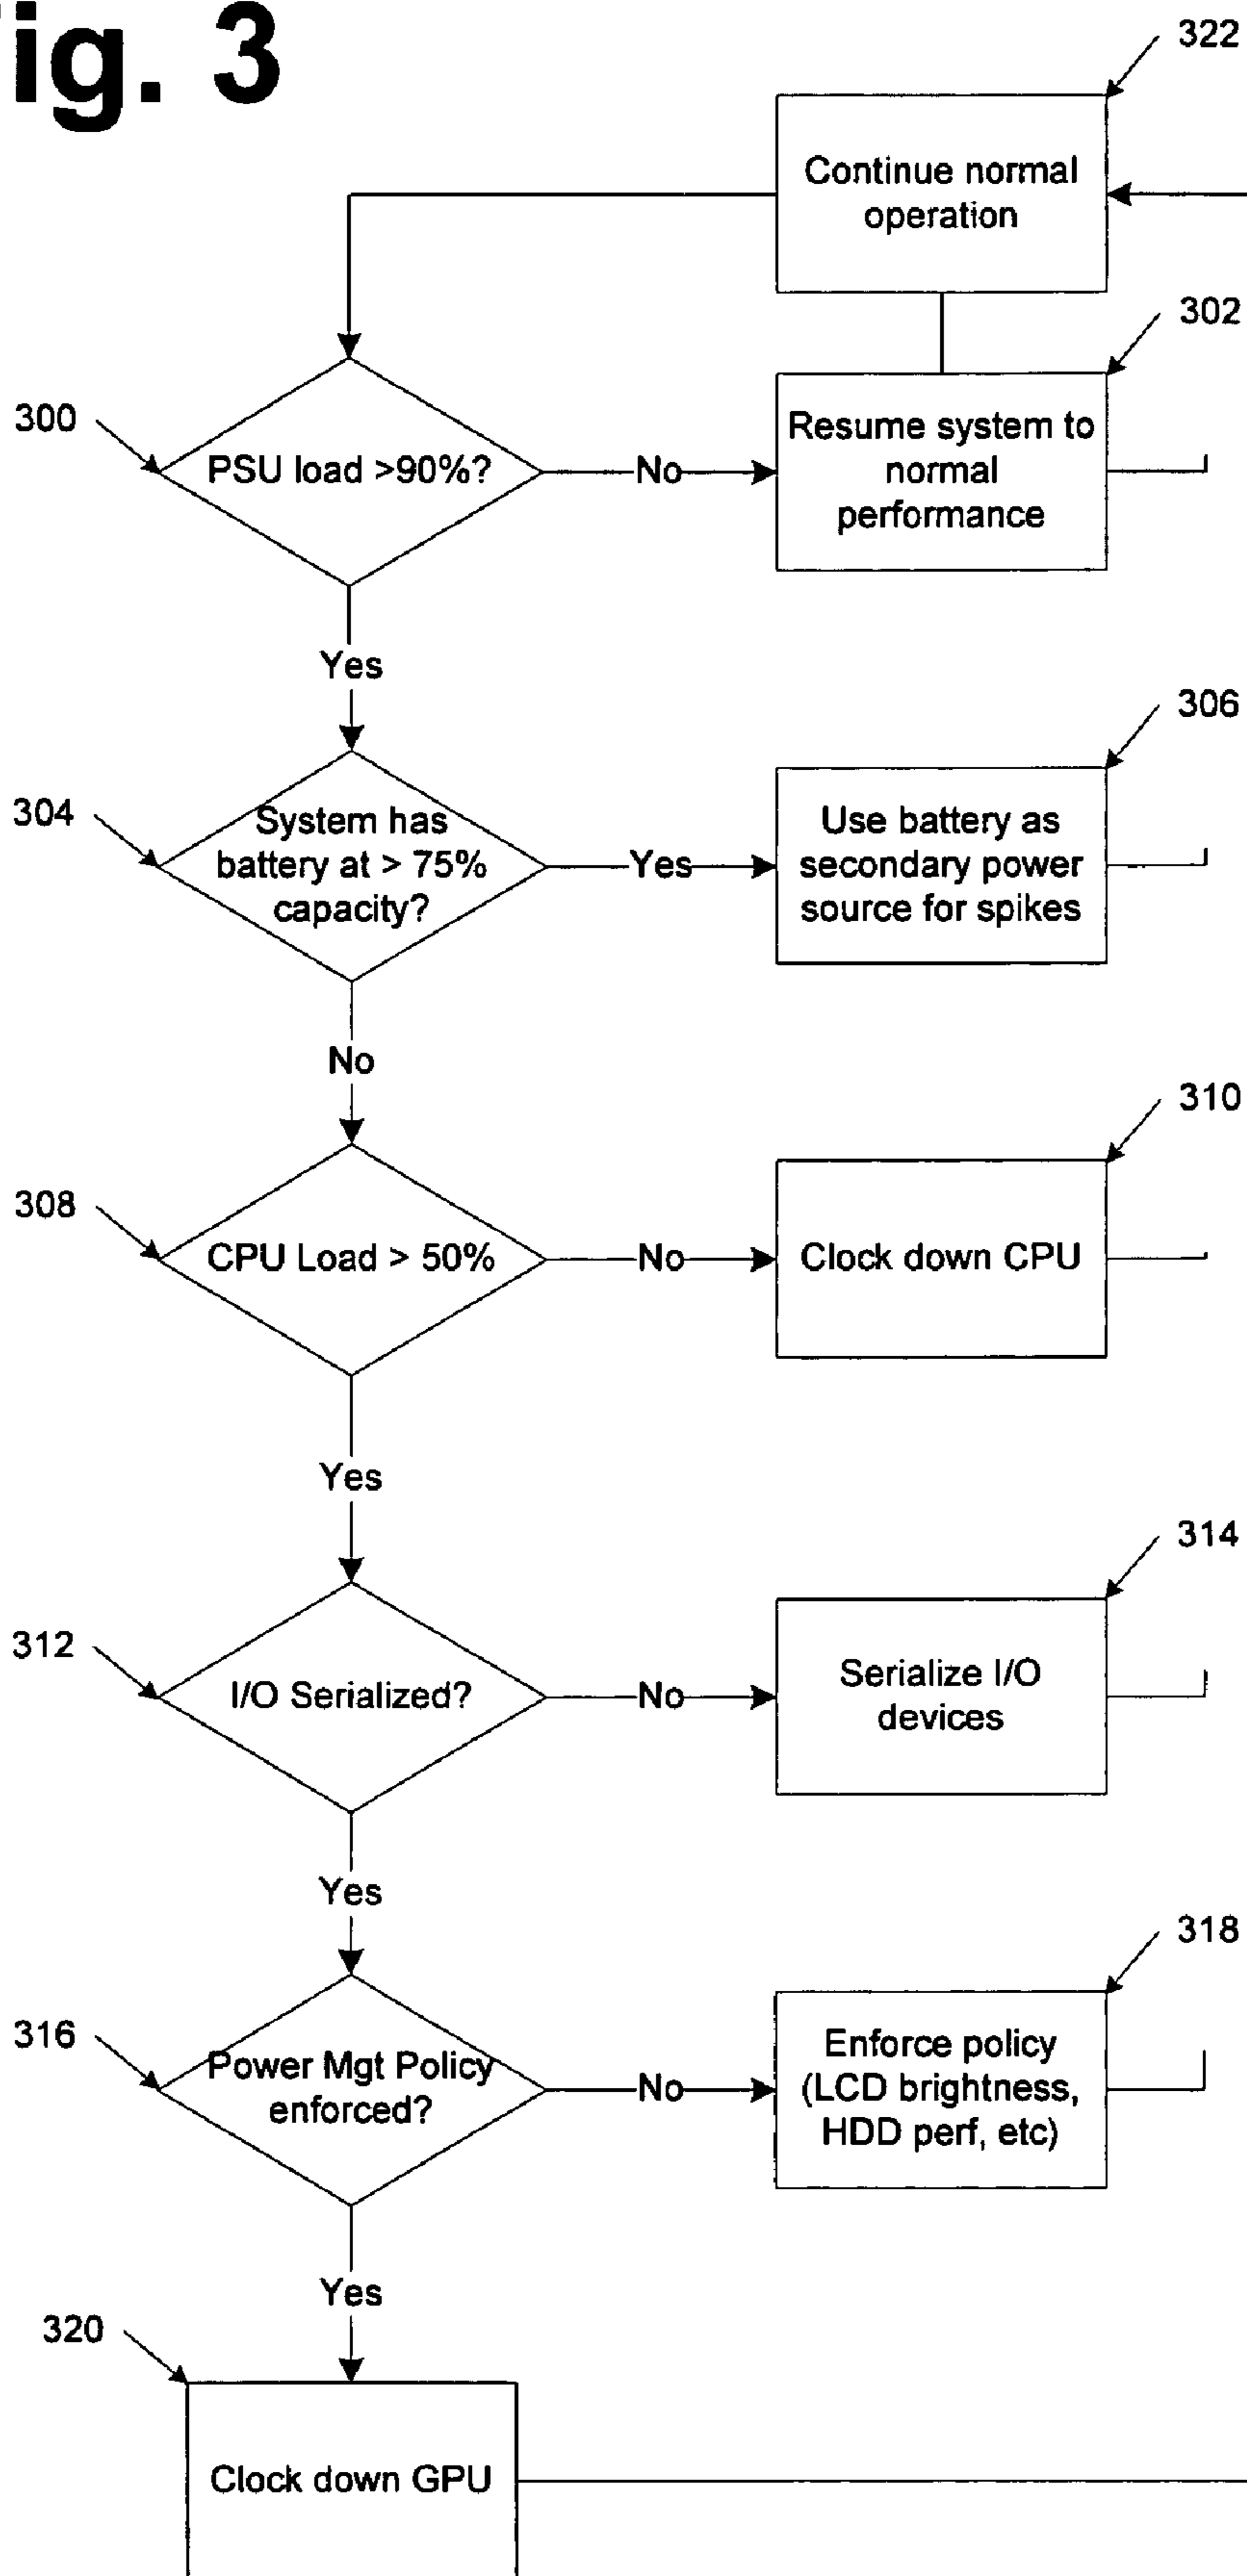 ig. 3
322
Continue normal
operation
302
300
PSU load >90%?
No
Resume system to
normal
performance
Yes
306
304
System has
battery at > 75%
capacity?
Yes
Use battery as
secondary power
source for spikes
No
310
308
CPU Load > 50%
No
Clock down CPU
Yes
314
312
I/O Serialized?
No
Serialize I/O
devices
Yes
318
316
Power Mgt Policy
enforced?
No
Enforce policy
(LCD brightness,
HDD perf, etc)
Yes
320
Clock down GPU